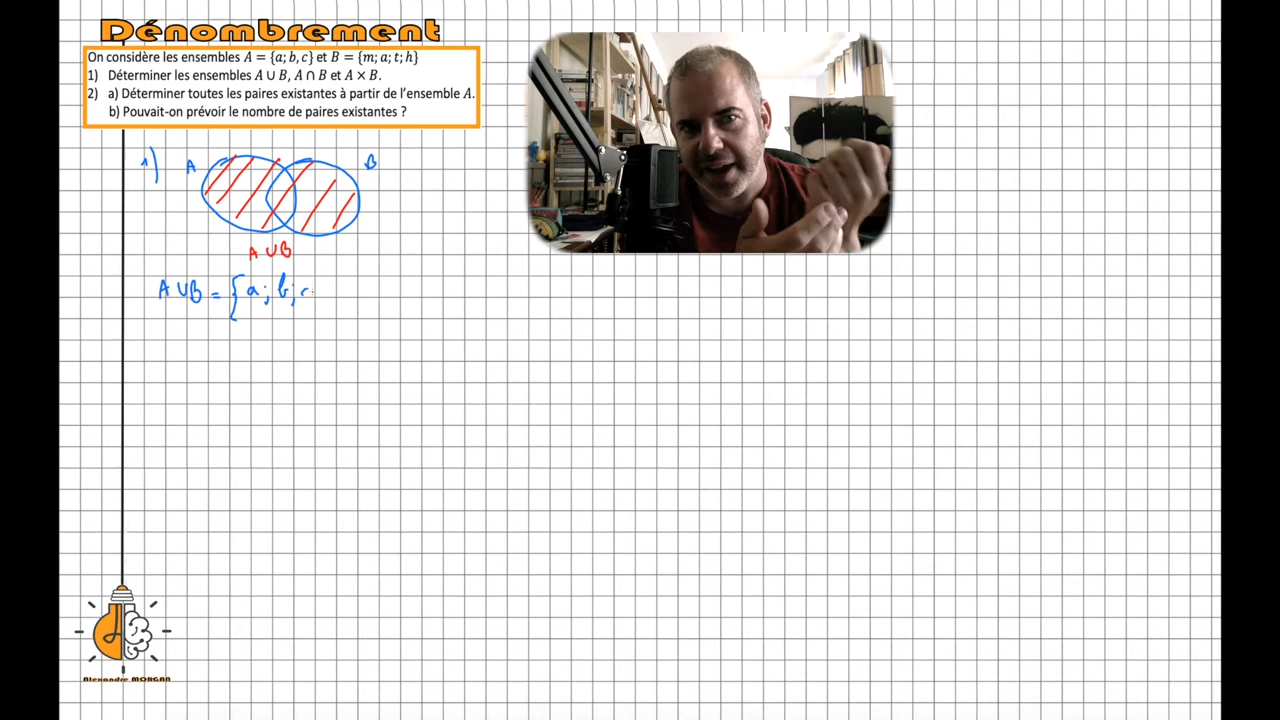 Dénombrement
On considère les ensembles A = {a; b, c} et B = {m; a; t; h}
1) Déterminer les ensembles A ∪ B, A ∩ B et A × B.
2) a) Déterminer toutes les paires existantes à partir de l'ensemble A.
b) Pouvait-on prévoir le nombre de paires existantes ?
1)
A
B
A ∪ B
A ∪ B = { a ; b ; c
Alexandre MORGAN